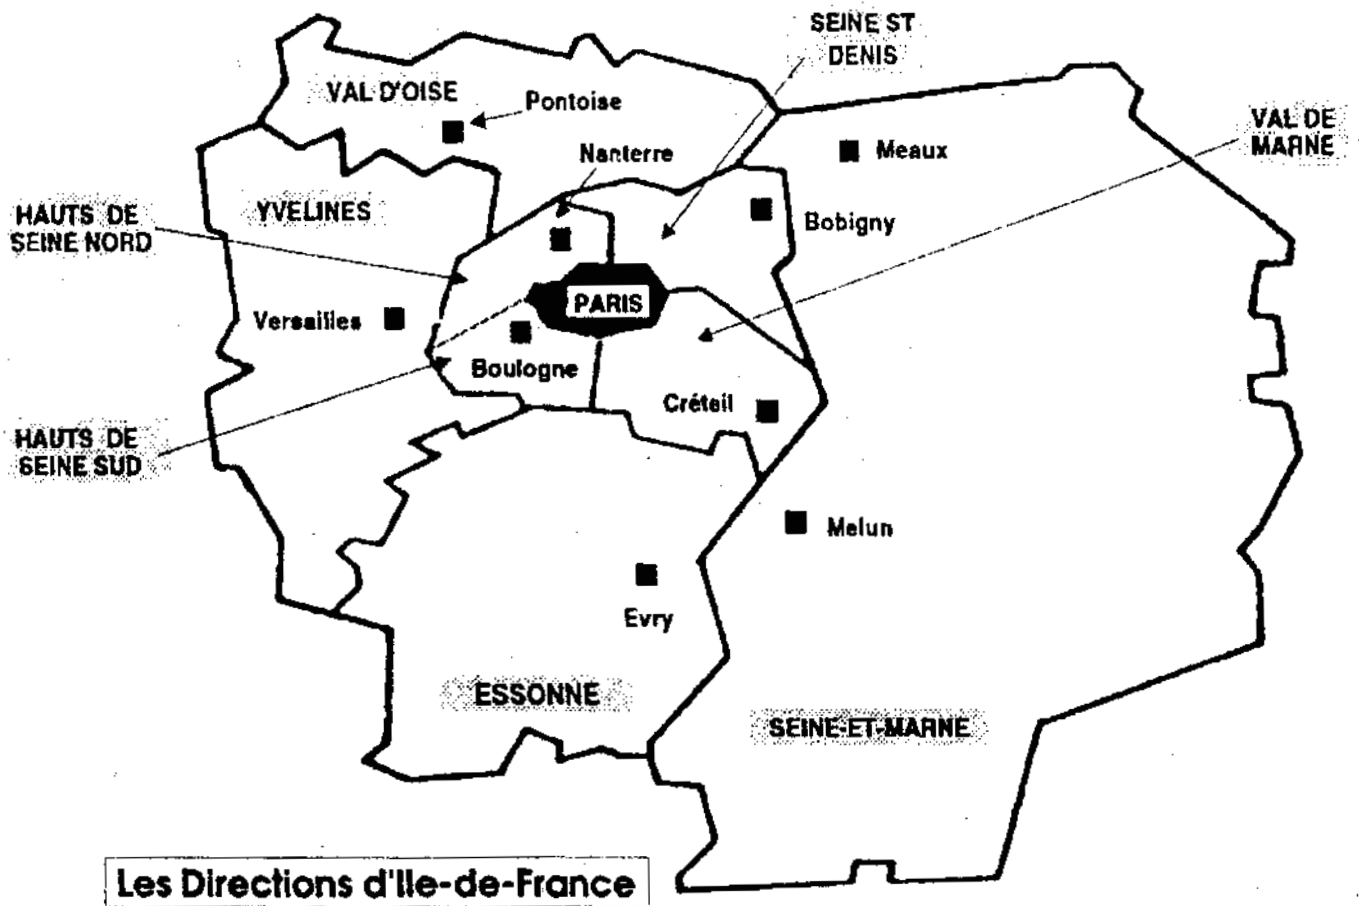 SEINE ST
DENIS
VAL D'OISE
Pontoise
VAL DE
MARNE
Nanterre
Meaux
HAUTS DE
SEINE NORD
YVELINES
Bobigny
PARIS
Versailles
Boulogne
Créteil
HAUTS DE
SEINE SUD
Melun
Evry
ESSONNE
SEINE-ET-MARNE
Les Directions d'Ile-de-France